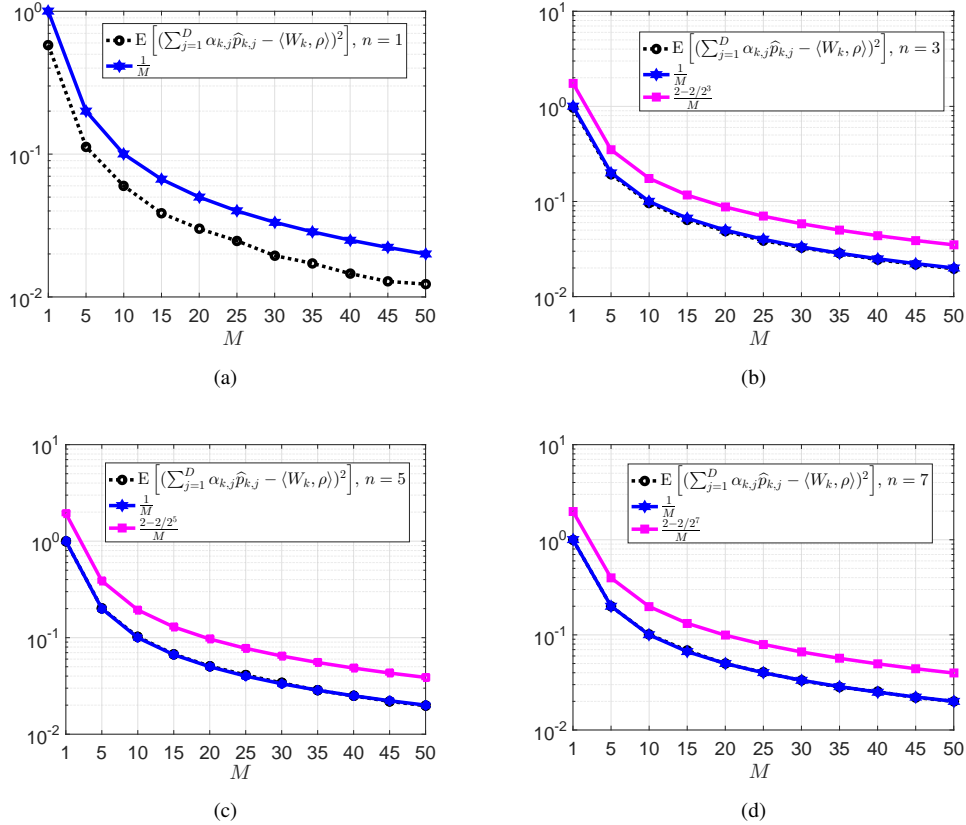 10^0
10^{-1}
10^{-2}
E[(∑_{j=1}^{D} α_{k,j} p̂_{k,j} − ⟨W_k, ρ⟩)^2], n = 1
1/M
1 5 10 15 20 25 30 35 40 45 50
M
(a)
10^1
10^0
10^{-1}
10^{-2}
E[(∑_{j=1}^{D} α_{k,j} p̂_{k,j} − ⟨W_k, ρ⟩)^2], n = 3
1/M
(2−2/2^3)/M
1 5 10 15 20 25 30 35 40 45 50
M
(b)
10^1
10^0
10^{-1}
10^{-2}
E[(∑_{j=1}^{D} α_{k,j} p̂_{k,j} − ⟨W_k, ρ⟩)^2], n = 5
1/M
(2−2/2^5)/M
1 5 10 15 20 25 30 35 40 45 50
M
(c)
10^1
10^0
10^{-1}
10^{-2}
E[(∑_{j=1}^{D} α_{k,j} p̂_{k,j} − ⟨W_k, ρ⟩)^2], n = 7
1/M
(2−2/2^7)/M
1 5 10 15 20 25 30 35 40 45 50
M
(d)